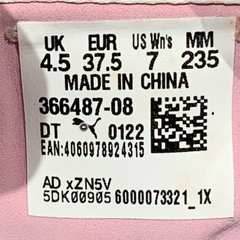 UK EUR US Wn's MM
4.5 37.5 7 235
MADE IN CHINA
366487-08
DT 0122
EAN:4060978924315
AD xZN5V
5DK00905 6000073321_1X